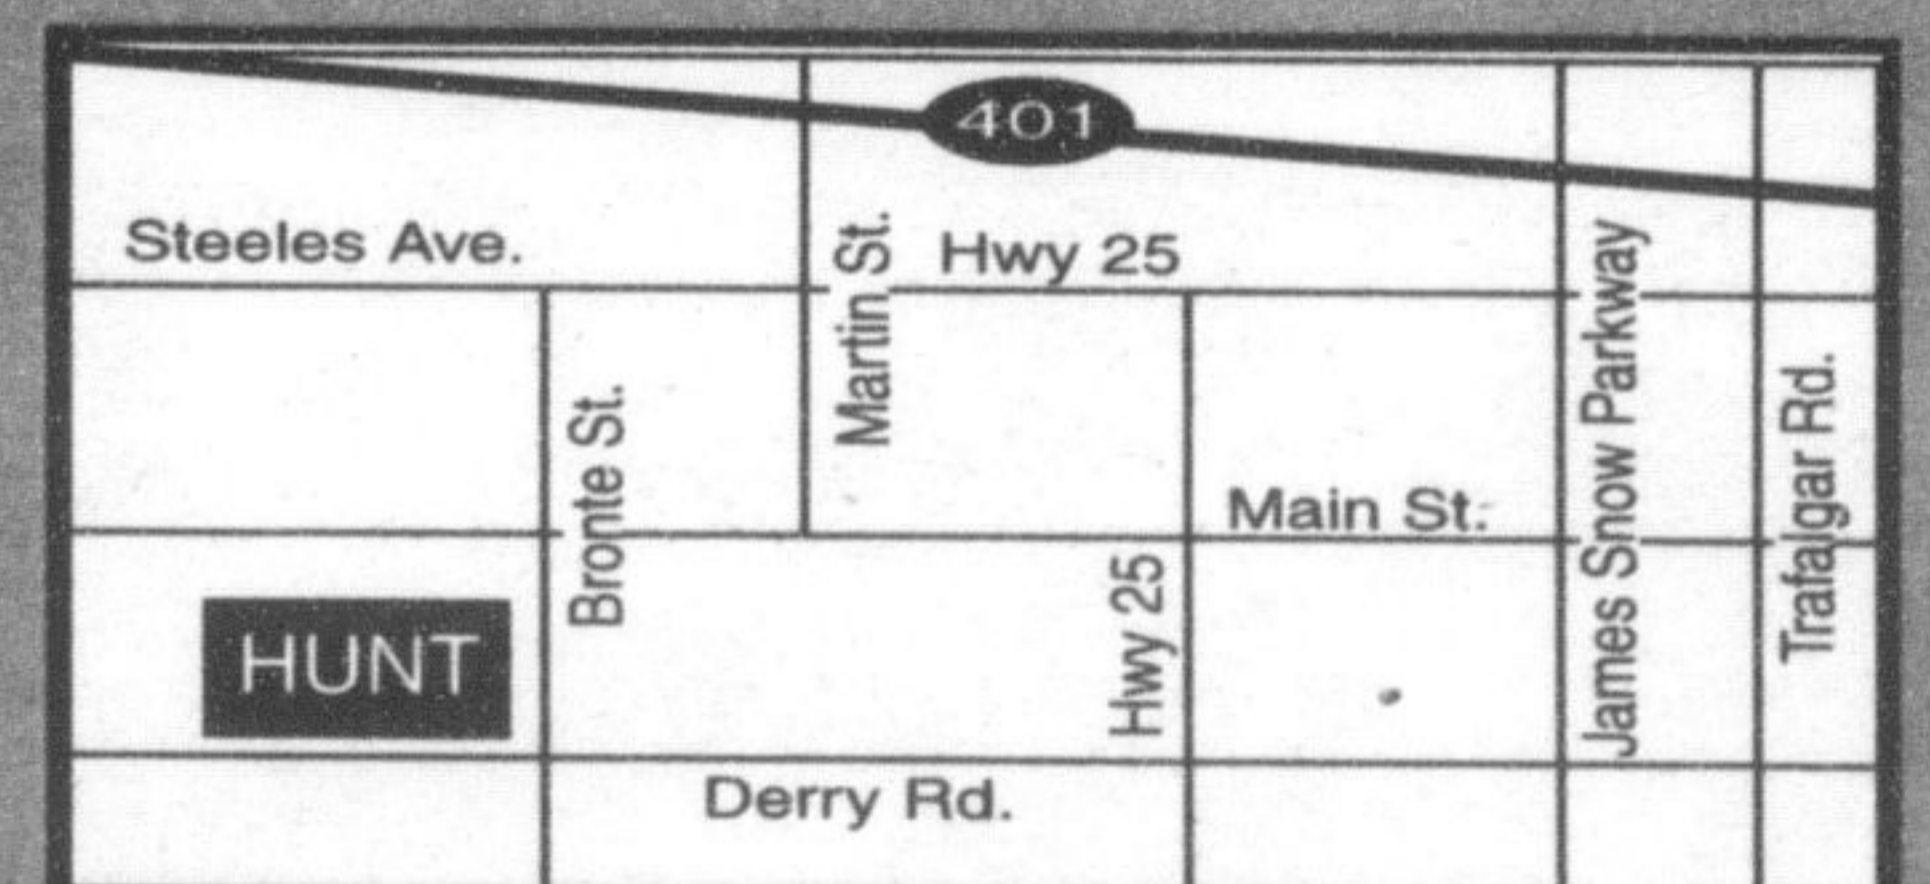 401
Steeles Ave.
Martin St.
Hwy 25
James Snow Parkway
Trafalgar Rd.
Bronte St.
Main St.
Hwy 25
HUNT
Derry Rd.